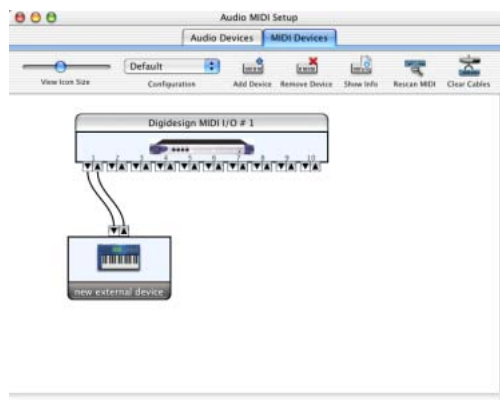 Audio MIDI Setup
Audio Devices
MIDI Devices
Default
View Icon Size
Configuration
Add Device
Remove Device
Show Info
Rescan MIDI
Clear Cables
Digidesign MIDI I/O # 1
1 2 3 4 5 6 7 8 9 10
new external device